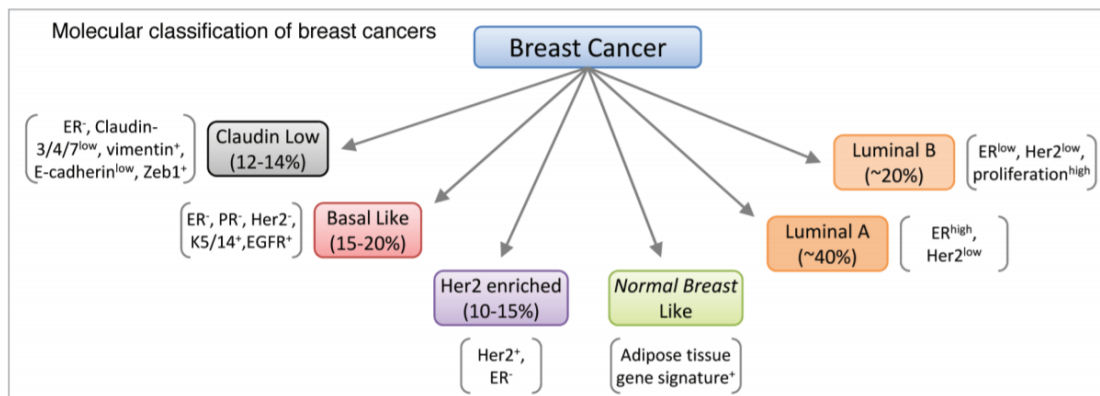 Molecular classification of breast cancers
Breast Cancer
ER⁻, Claudin-
3/4/7ˡᵒʷ, vimentin⁺,
E-cadherinˡᵒʷ, Zeb1⁺
Claudin Low
(12-14%)
ER⁻, PR⁻, Her2⁻,
K5/14⁺,EGFR⁺
Basal Like
(15-20%)
Her2 enriched
(10-15%)
Her2⁺,
ER⁻
Normal Breast
Like
Adipose tissue
gene signature⁺
Luminal A
(~40%)
ERʰⁱᵍʰ,
Her2ˡᵒʷ
Luminal B
(~20%)
ERˡᵒʷ, Her2ˡᵒʷ,
proliferationʰⁱᵍʰ